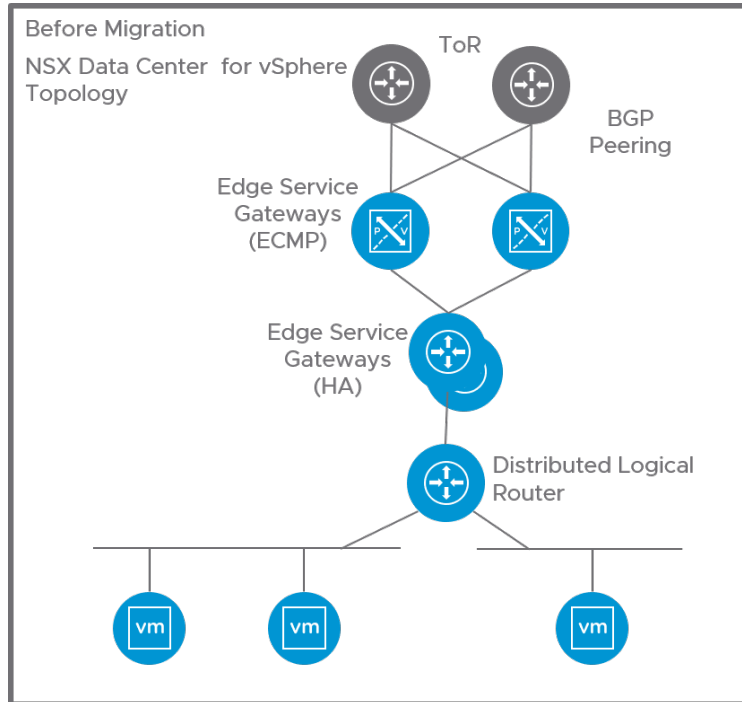 Before Migration
NSX Data Center for vSphere
Topology
ToR
BGP
Peering
Edge Service
Gateways
(ECMP)
P V
P V
Edge Service
Gateways
(HA)
Distributed Logical
Router
vm
vm
vm